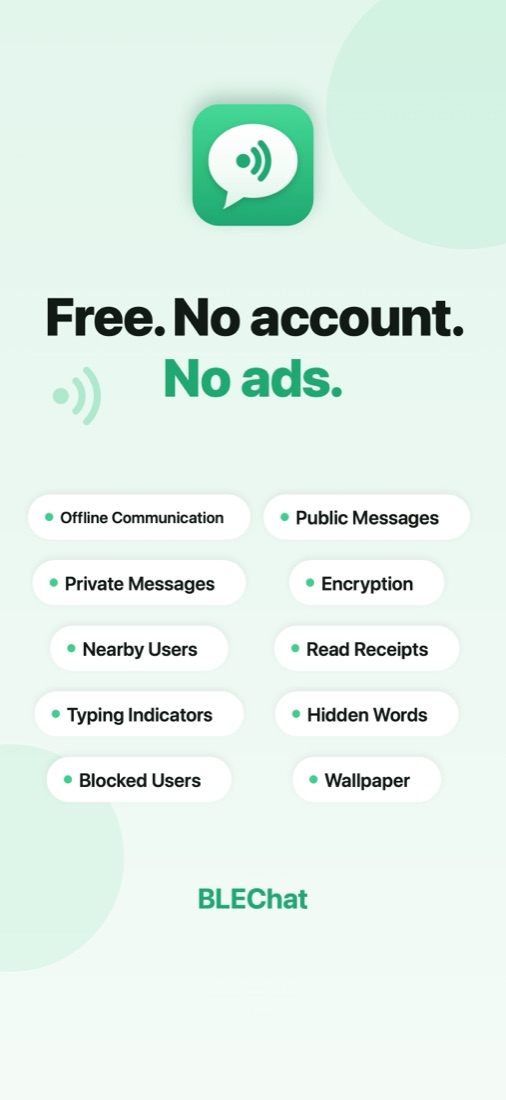 Free. No account.
No ads.
Offline Communication
Public Messages
Private Messages
Encryption
Nearby Users
Read Receipts
Typing Indicators
Hidden Words
Blocked Users
Wallpaper
BLEChat